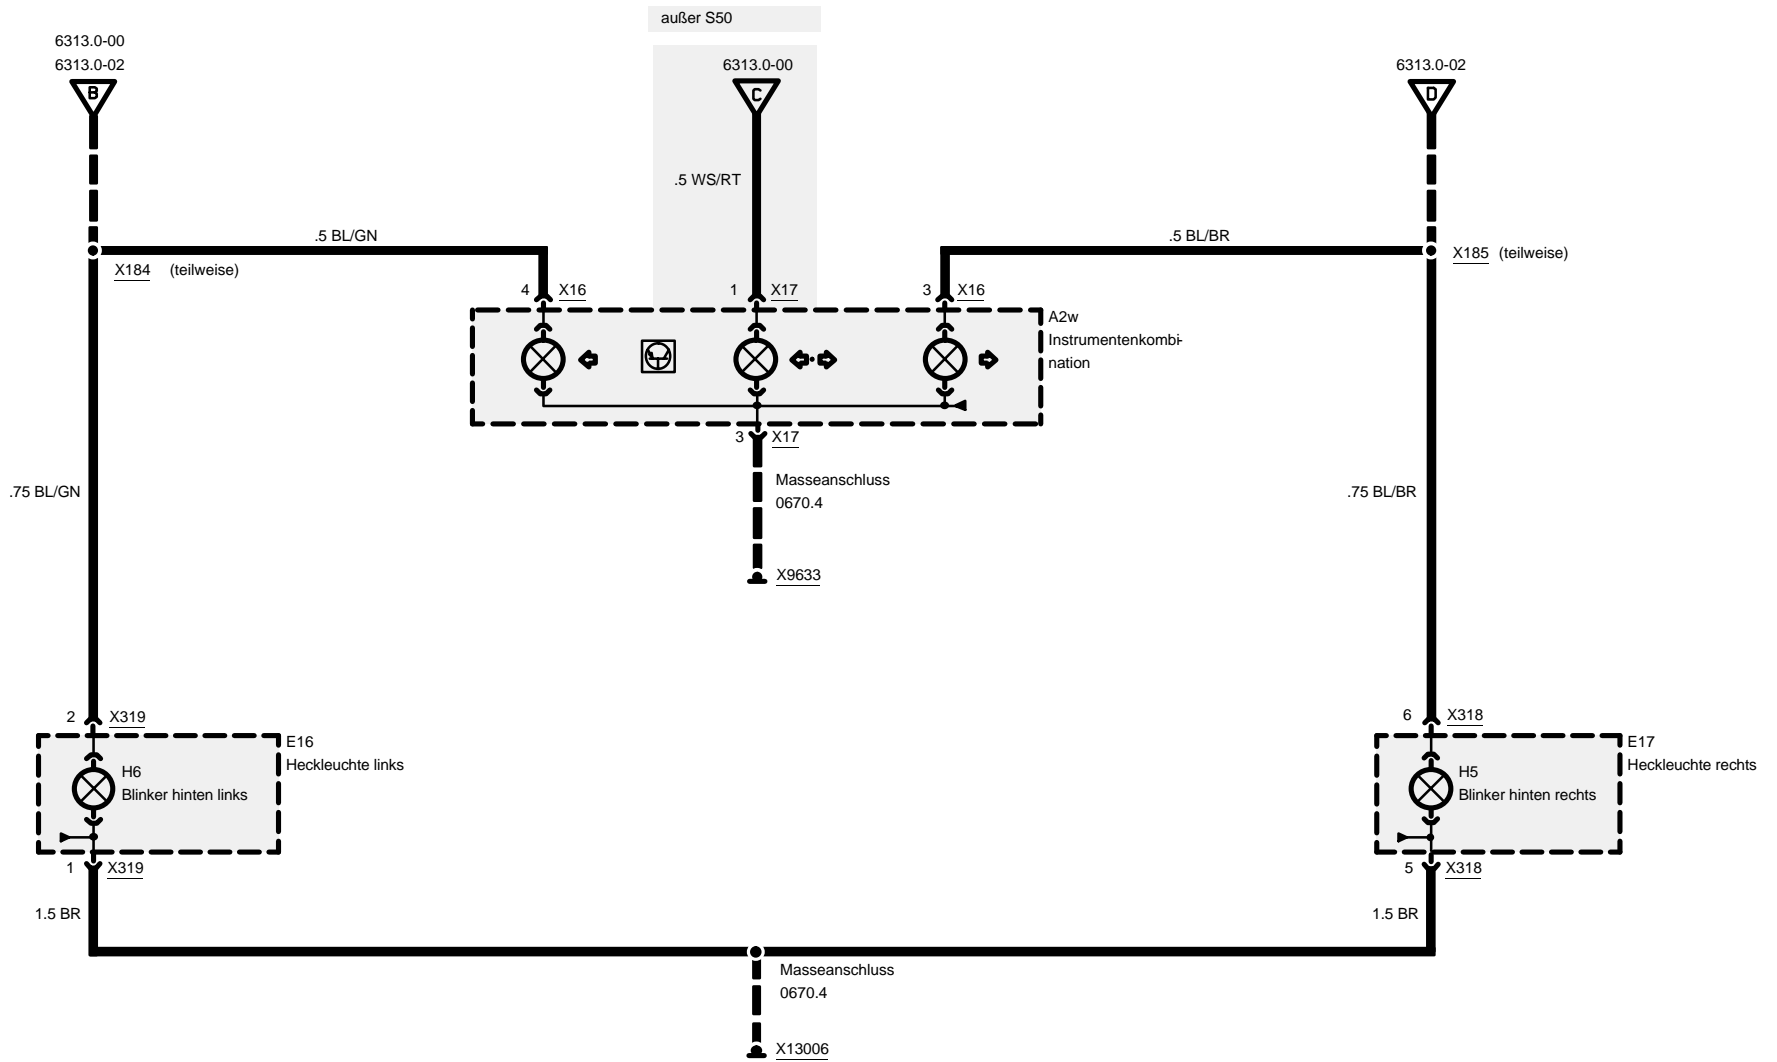 außer S50
6313.0-00
6313.0-02
B
6313.0-00
C
6313.0-02
D
.5 WS/RT
.5 BL/GN
.5 BL/BR
X184 (teilweise)
X185 (teilweise)
4 X16
1 X17
3 X16
A2w
Instrumentenkombi-
nation
3 X17
Masseanschluss
0670.4
.75 BL/GN
.75 BL/BR
X9633
2 X319
6 X318
E16
Heckleuchte links
H6
Blinker hinten links
E17
Heckleuchte rechts
H5
Blinker hinten rechts
1 X319
5 X318
1.5 BR
1.5 BR
Masseanschluss
0670.4
X13006